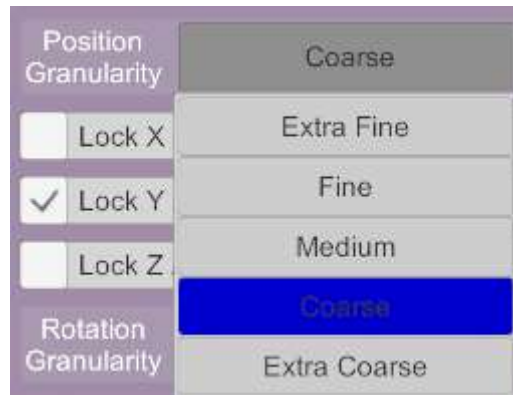 Position
Granularity
Coarse
Lock X
Extra Fine
Lock Y
Fine
Lock Z
Medium
Coarse
Rotation
Granularity
Extra Coarse